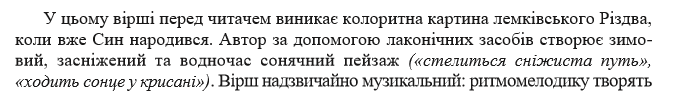 У цьому вірші перед читачем виникає колоритна картина лемківського Різдва,
коли вже Син народився. Автор за допомогою лаконічних засобів створює зимо-
вий, засніжений та водночас сонячний пейзаж («стелиться сніжиста путь»,
«ходить сонце у крисані»). Вірш надзвичайно музикальний: ритмомелодику творять